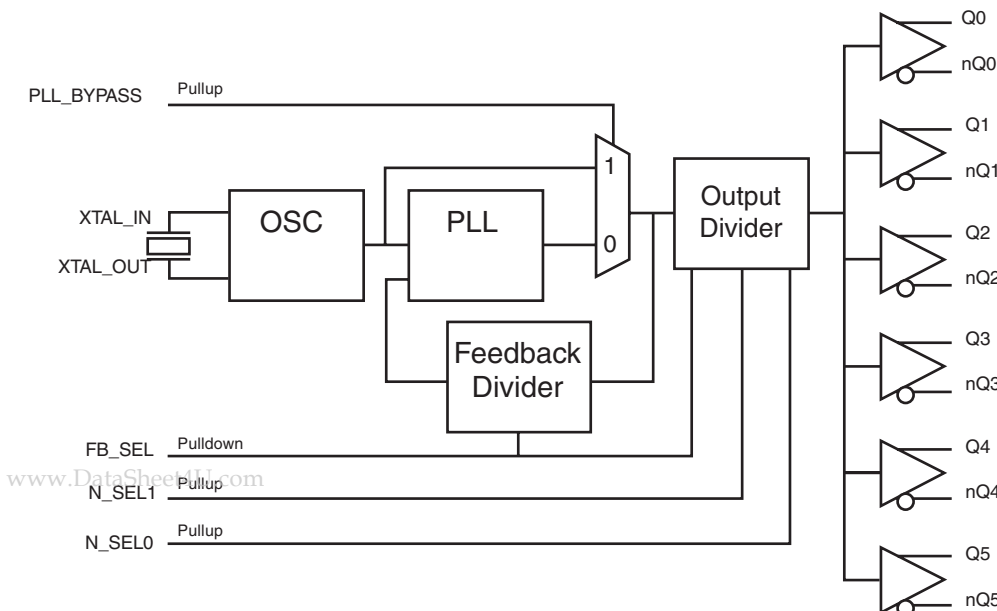 PLL_BYPASS Pullup
XTAL_IN
XTAL_OUT
OSC
PLL
1
0
Output
Divider
Feedback
Divider
FB_SEL Pulldown
N_SEL1 Pullup
N_SEL0 Pullup
www.DataSheet4U.com
Q0
nQ0
Q1
nQ1
Q2
nQ2
Q3
nQ3
Q4
nQ4
Q5
nQ5